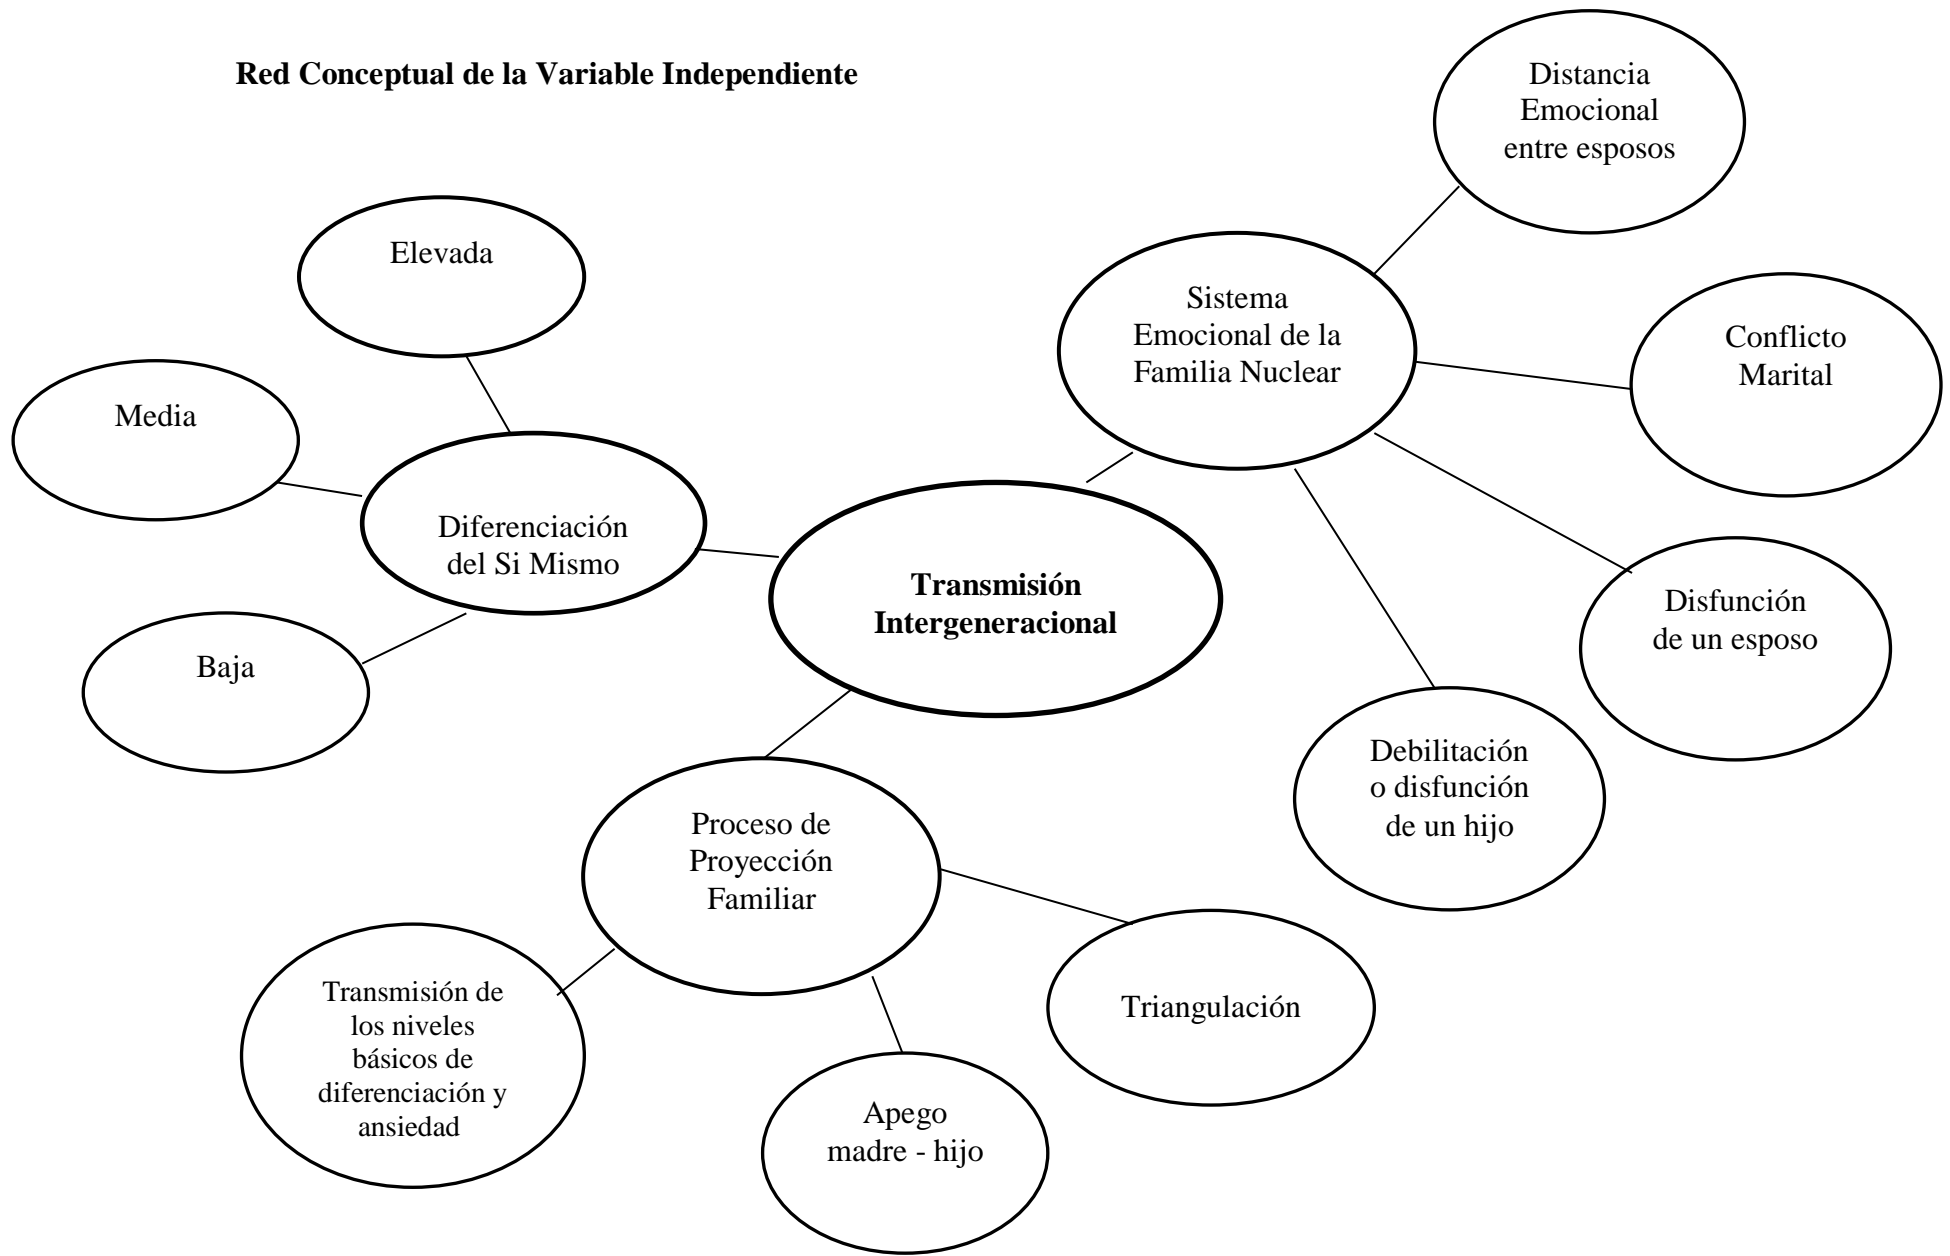 Red Conceptual de la Variable Independiente
Distancia
Emocional
entre esposos
Elevada
Sistema
Emocional de la
Familia Nuclear
Conflicto
Marital
Media
Diferenciación
del Si Mismo
Transmisión
Intergeneracional
Disfunción
de un esposo
Baja
Debilitación
o disfunción
de un hijo
Proceso de
Proyección
Familiar
Transmisión de
los niveles
básicos de
diferenciación y
ansiedad
Triangulación
Apego
madre - hijo